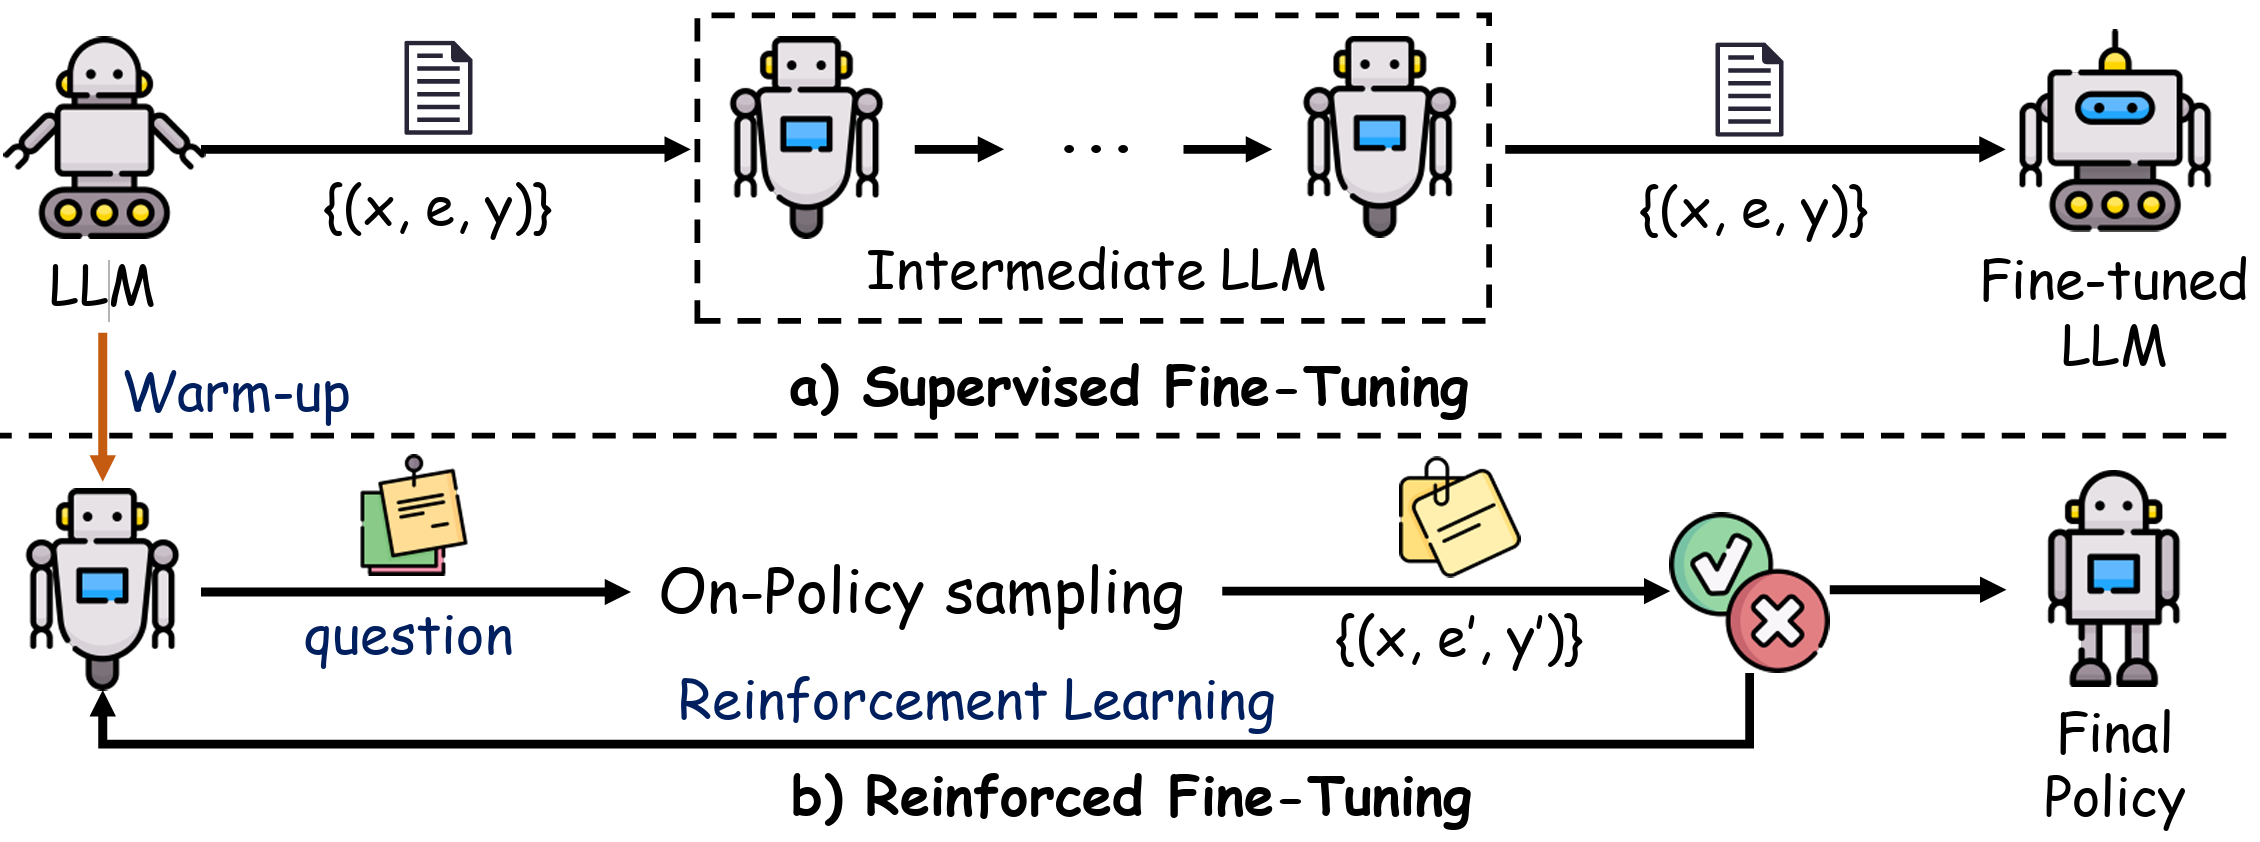 {(x, e, y)}
· · ·
{(x, e, y)}
LLM
Intermediate LLM
Fine-tuned
LLM
a) Supervised Fine-Tuning
Warm-up
question
On-Policy sampling
{(x, e', y')}
Reinforcement Learning
Final
Policy
b) Reinforced Fine-Tuning